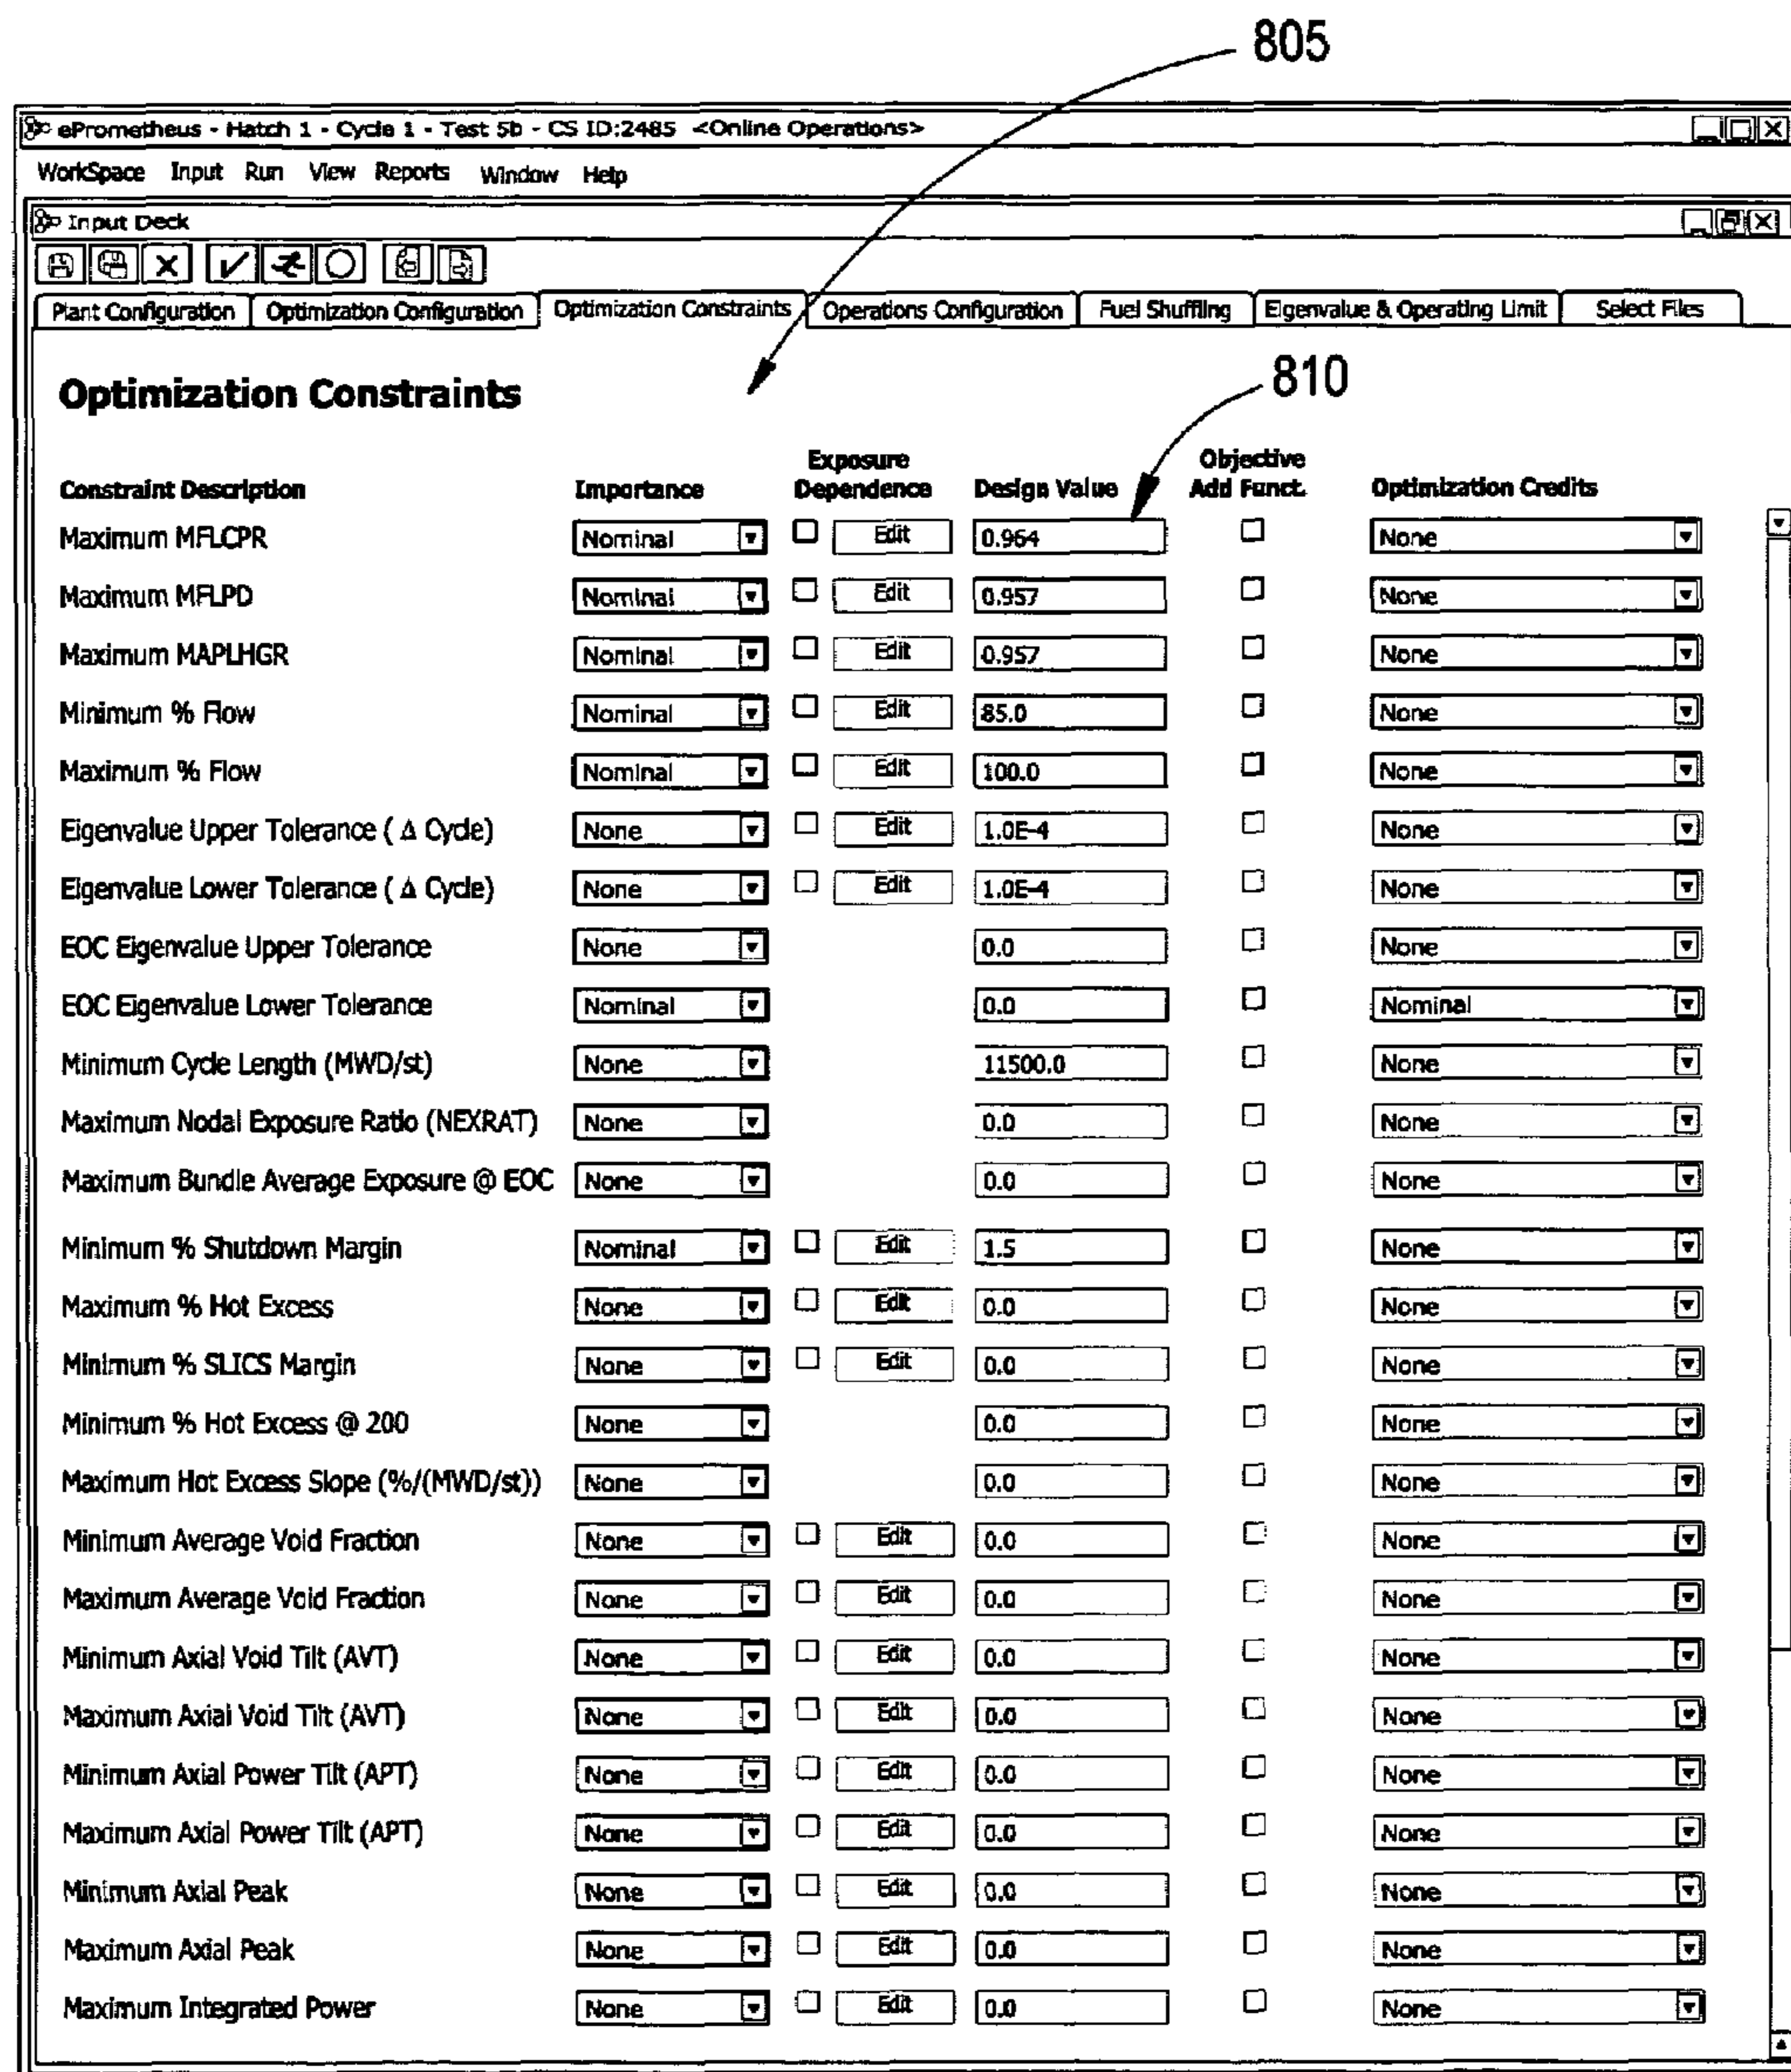 805
ePrometheus - Hatch 1 - Cycle 1 - Test 5b - CS ID:2485 <Online Operations>
WorkSpace Input Run View Reports Window Help
Input Deck
Plant Configuration Optimization Configuration Optimization Constraints Operations Configuration Fuel Shuffling Eigenvalue & Operating Limit Select Files
810
Optimization Constraints
Exposure Objective
Constraint Description Importance Dependence Design Value Add Funct. Optimization Credits
Maximum MFLCPR Nominal Edit 0.964 None
Maximum MFLPD Nominal Edit 0.957 None
Maximum MAPLHGR Nominal Edit 0.957 None
Minimum % Flow Nominal Edit 85.0 None
Maximum % Flow Nominal Edit 100.0 None
Eigenvalue Upper Tolerance ( Δ Cycle) None Edit 1.0E-4 None
Eigenvalue Lower Tolerance ( Δ Cycle) None Edit 1.0E-4 None
EOC Eigenvalue Upper Tolerance None 0.0 None
EOC Eigenvalue Lower Tolerance Nominal 0.0 Nominal
Minimum Cycle Length (MWD/st) None 11500.0 None
Maximum Nodal Exposure Ratio (NEXRAT) None 0.0 None
Maximum Bundle Average Exposure @ EOC None 0.0 None
Minimum % Shutdown Margin Nominal Edit 1.5 None
Maximum % Hot Excess None Edit 0.0 None
Minimum % SLICS Margin None Edit 0.0 None
Minimum % Hot Excess @ 200 None 0.0 None
Maximum Hot Excess Slope (%/(MWD/st)) None 0.0 None
Minimum Average Void Fraction None Edit 0.0 None
Maximum Average Void Fraction None Edit 0.0 None
Minimum Axial Void Tilt (AVT) None Edit 0.0 None
Maximum Axial Void Tilt (AVT) None Edit 0.0 None
Minimum Axial Power Tilt (APT) None Edit 0.0 None
Maximum Axial Power Tilt (APT) None Edit 0.0 None
Minimum Axial Peak None Edit 0.0 None
Maximum Axial Peak None Edit 0.0 None
Maximum Integrated Power None Edit 0.0 None